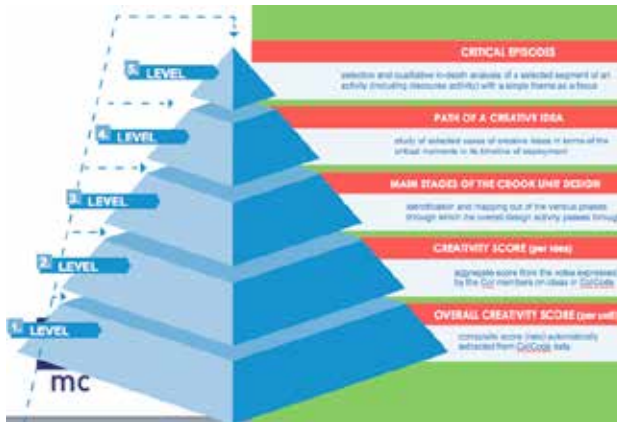 5. LEVEL
CRITICAL EPISODES
selection and qualitative in-depth analysis of a selected segment of an
activity (including discourse activity) with a single theme as a focus
4. LEVEL
PATH OF A CREATIVE IDEA
study of selected cases of creative ideas in terms of the
critical moments in its timeline of deployment
3. LEVEL
MAIN STAGES OF THE CBOOK UNIT DESIGN
identification and mapping out of the various phases
through which the overall design activity passes through
2. LEVEL
CREATIVITY SCORE (per idea)
aggregate score from the votes expressed
by the CoI members on ideas in CoICode
1. LEVEL
OVERALL CREATIVITY SCORE (per unit)
composite score (rate) automatically
extracted from CoICode data
mc